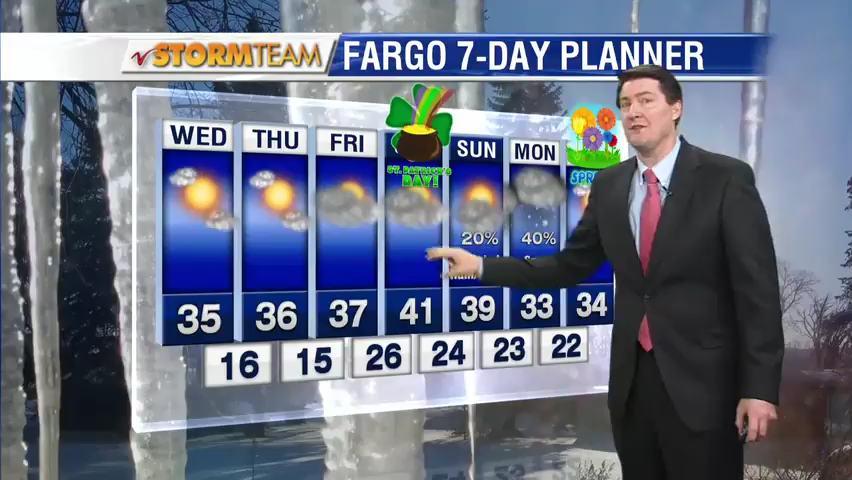 STORMTEAM
FARGO 7-DAY PLANNER
WED THU FRI SUN MON
ST. PATRICK'S
DAY!
20% 40%
35 36 37 41 39 33 34
16 15 26 24 23 22